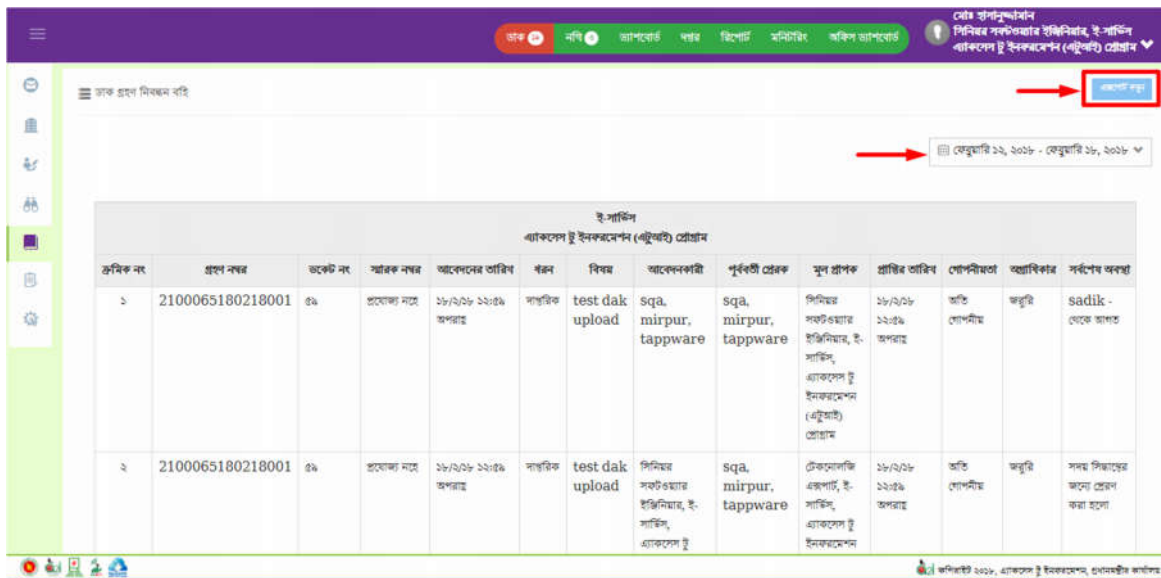 মোঃ হাসানুজ্জামান
সিনিয়র সফটওয়্যার ইঞ্জিনিয়ার, ই-সার্ভিস
এ্যাকসেস টু ইনফরমেশন (এটুআই) প্রোগ্রাম
ডাক নথি ড্যাশবোর্ড দপ্তর রিপোর্ট মনিটরিং অফিস ড্যাশবোর্ড
ডাক গ্রহণ নিবন্ধন বহি
এক্সপোর্ট করুন
ফেব্রুয়ারি ১২, ২০১৮ - ফেব্রুয়ারি ১৮, ২০১৮
ই-সার্ভিস
এ্যাকসেস টু ইনফরমেশন (এটুআই) প্রোগ্রাম
ক্রমিক নং গ্রহণ নম্বর ডকেট নং স্মারক নম্বর আবেদনের তারিখ ধরন বিষয় আবেদনকারী পূর্ববর্তী প্রেরক মূল প্রাপক প্রাপ্তির তারিখ গোপনীয়তা অগ্রাধিকার সর্বশেষ অবস্থা
১ 2100065180218001 ৫৯ প্রযোজ্য নহে ১৮/২/১৮ ১২:৫৯ দাপ্তরিক test dak sqa, sqa, সিনিয়র ১৮/২/১৮ অতি জরুরি sadik -
অপরাহ্ণ upload mirpur, mirpur, সফটওয়্যার ১২:৫৯ গোপনীয় থেকে আগত
tappware tappware ইঞ্জিনিয়ার, ই- অপরাহ্ণ
সার্ভিস,
এ্যাকসেস টু
ইনফরমেশন
(এটুআই)
প্রোগ্রাম
২ 2100065180218001 ৫৯ প্রযোজ্য নহে ১৮/২/১৮ ১২:৫৯ দাপ্তরিক test dak সিনিয়র sqa, টেকনোলজি ১৮/২/১৮ অতি জরুরি সদয় সিদ্ধান্তের
অপরাহ্ণ upload সফটওয়্যার mirpur, এক্সপার্ট, ই- ১২:৫৯ গোপনীয় জন্যে প্রেরণ
ইঞ্জিনিয়ার, ই- tappware সার্ভিস, অপরাহ্ণ করা হলো
সার্ভিস, এ্যাকসেস টু
এ্যাকসেস টু ইনফরমেশন
কপিরাইট ২০১৮, এ্যাকসেস টু ইনফরমেশন, প্রধানমন্ত্রীর কার্যালয়